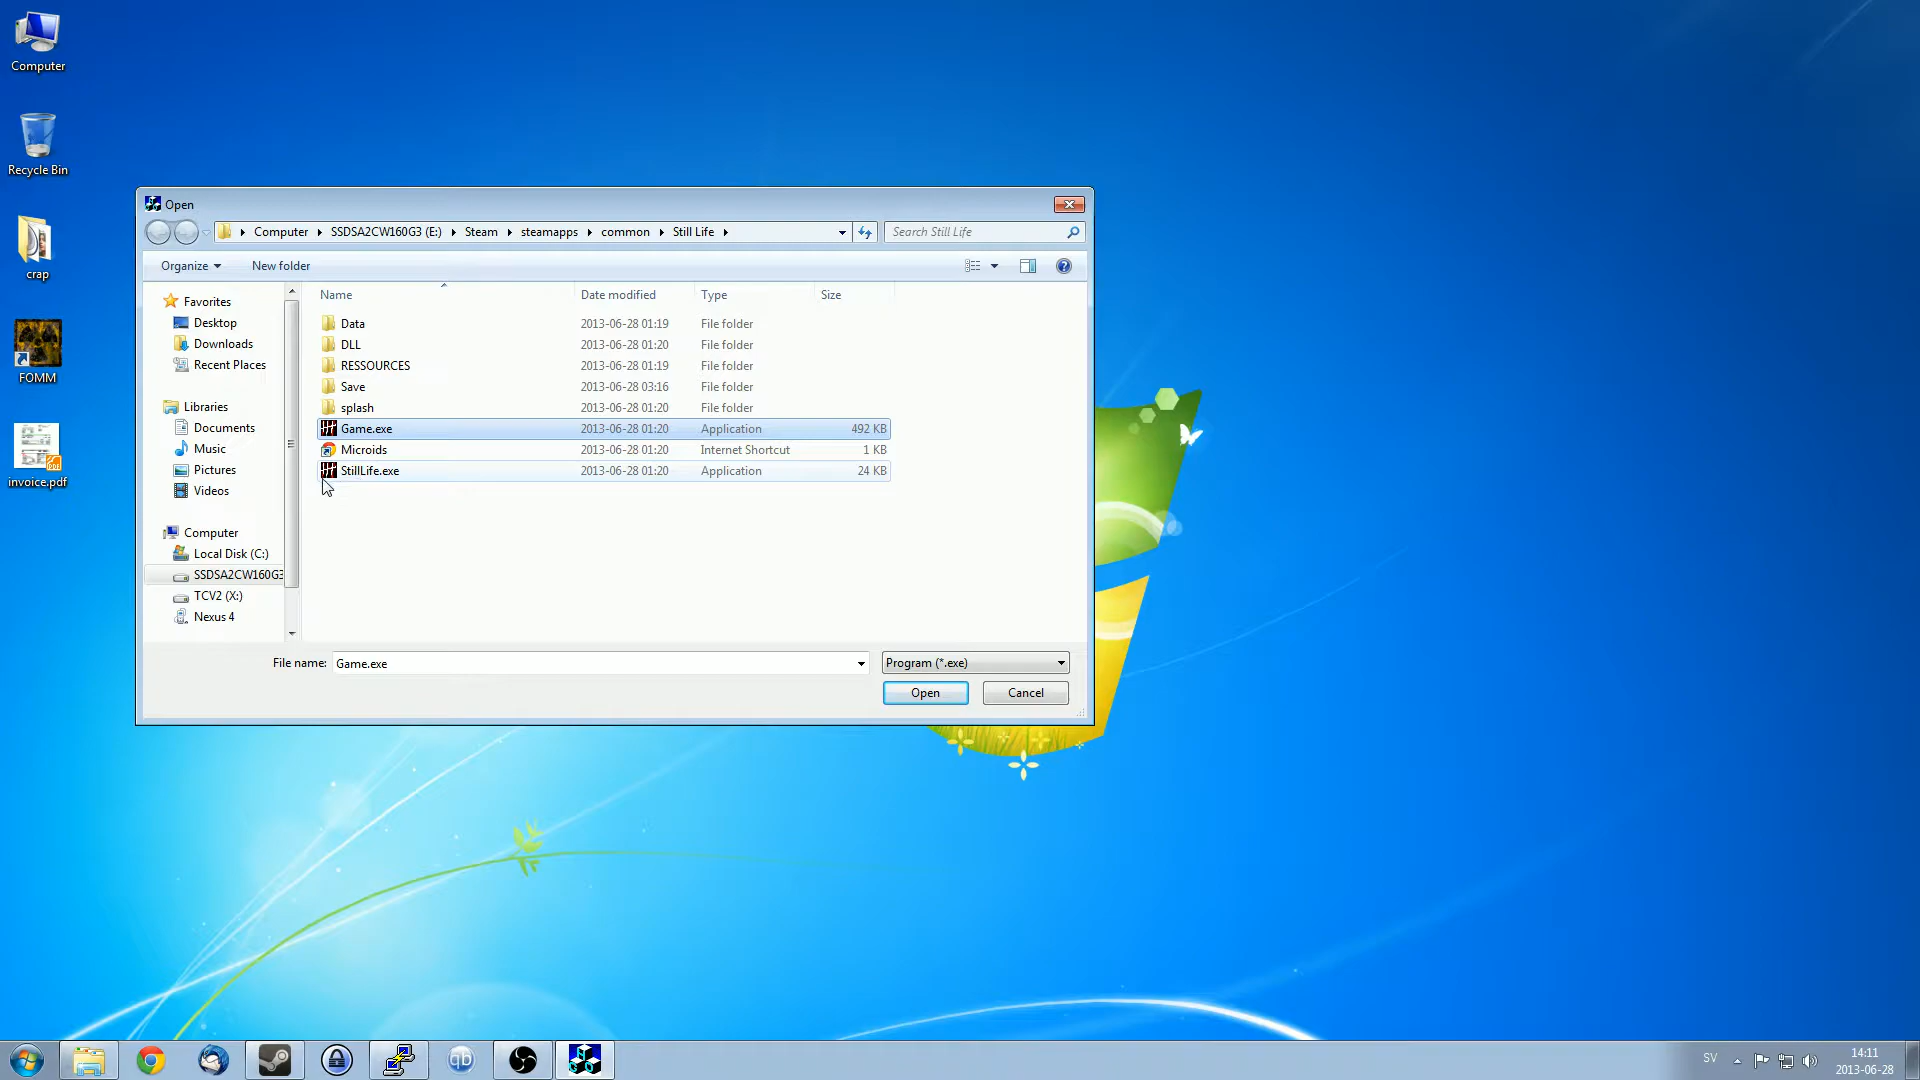 Computer
Recycle Bin
crap
FOMM
invoice.pdf
Open
Computer
SSDSA2CW160G3 (E:)
Steam
steamapps
common
Still Life
Search Still Life
Organize
New folder
Name
Date modified
Type
Size
Favorites
Desktop
Downloads
Recent Places
Libraries
Documents
Music
Pictures
Videos
Computer
Local Disk (C:)
SSDSA2CW160G3
TCV2 (X:)
Nexus 4
Data 2013-06-28 01:19 File folder
DLL 2013-06-28 01:20 File folder
RESSOURCES 2013-06-28 01:19 File folder
Save 2013-06-28 03:16 File folder
splash 2013-06-28 01:20 File folder
Game.exe 2013-06-28 01:20 Application 492 KB
Microids 2013-06-28 01:20 Internet Shortcut 1 KB
StillLife.exe 2013-06-28 01:20 Application 24 KB
File name: Game.exe
Program (*.exe)
Open
Cancel
qb
SV
14:11
2013-06-28